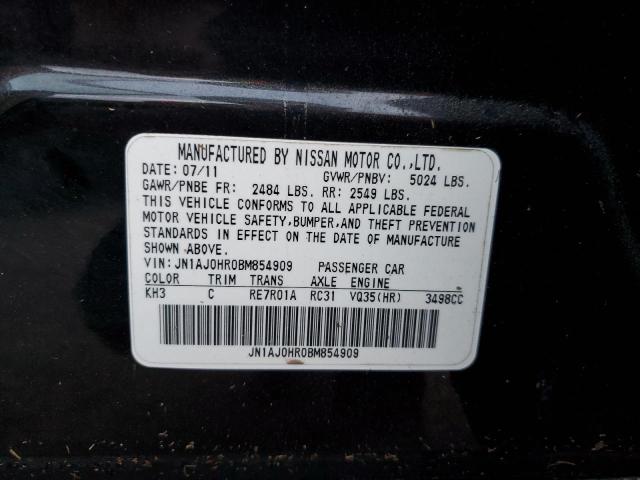 MANUFACTURED BY NISSAN MOTOR CO.,LTD.
DATE: 07/11 GVWR/PNBV: 5024 LBS.
GAWR/PNBE FR: 2484 LBS. RR: 2549 LBS.
THIS VEHICLE CONFORMS TO ALL APPLICABLE FEDERAL
MOTOR VEHICLE SAFETY,BUMPER,AND THEFT PREVENTION
STANDARDS IN EFFECT ON THE DATE OF MANUFACTURE
SHOWN ABOVE.
VIN:JN1AJ0HR0BM854909 PASSENGER CAR
COLOR TRIM TRANS AXLE ENGINE
KH3 C RE7R01A RC31 VQ35(HR) 3498CC
JN1AJ0HR0BM854909